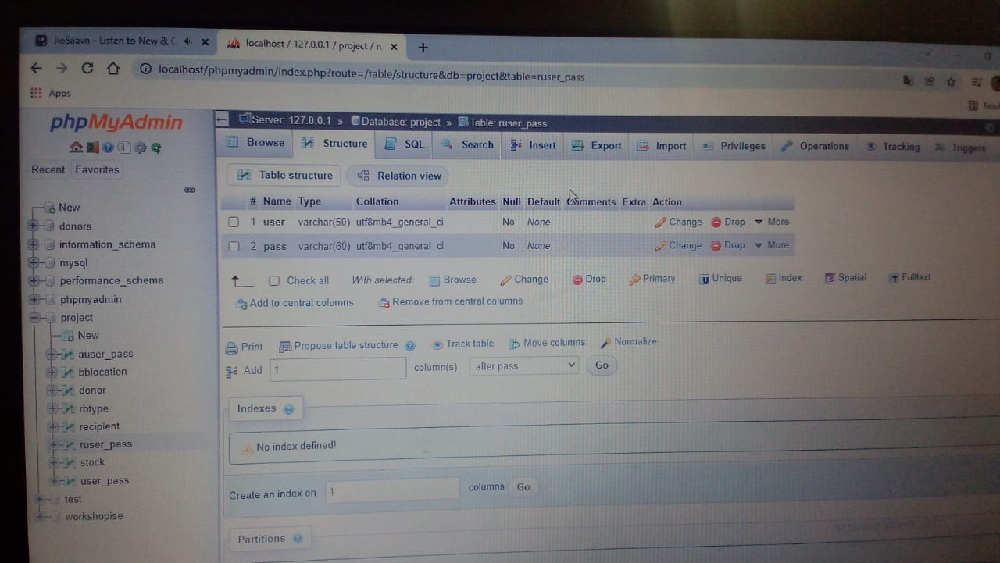 JioSaavn - Listen to New &
localhost / 127.0.0.1 / project /
localhost/phpmyadmin/index.php?route=/table/structure&db=project&table=ruser_pass
Apps
phpMyAdmin
Recent Favorites
New
donors
information_schema
mysql
performance_schema
phpmyadmin
project
New
auser_pass
bblocation
donor
rbtype
recipient
ruser_pass
stock
user_pass
test
workshopise
Server: 127.0.0.1 » Database: project » Table: ruser_pass
Browse Structure SQL Search Insert Export Import Privileges Operations Tracking Triggers
Table structure Relation view
# Name Type Collation Attributes Null Default Comments Extra Action
1 user varchar(50) utf8mb4_general_ci No None Change Drop More
2 pass varchar(60) utf8mb4_general_ci No None Change Drop More
Check all With selected: Browse Change Drop Primary Unique Index Spatial Fulltext
Add to central columns Remove from central columns
Print Propose table structure Track table Move columns Normalize
Add 1 column(s) after pass Go
Indexes
No index defined!
Create an index on 1 columns Go
Partitions
Activate Windows